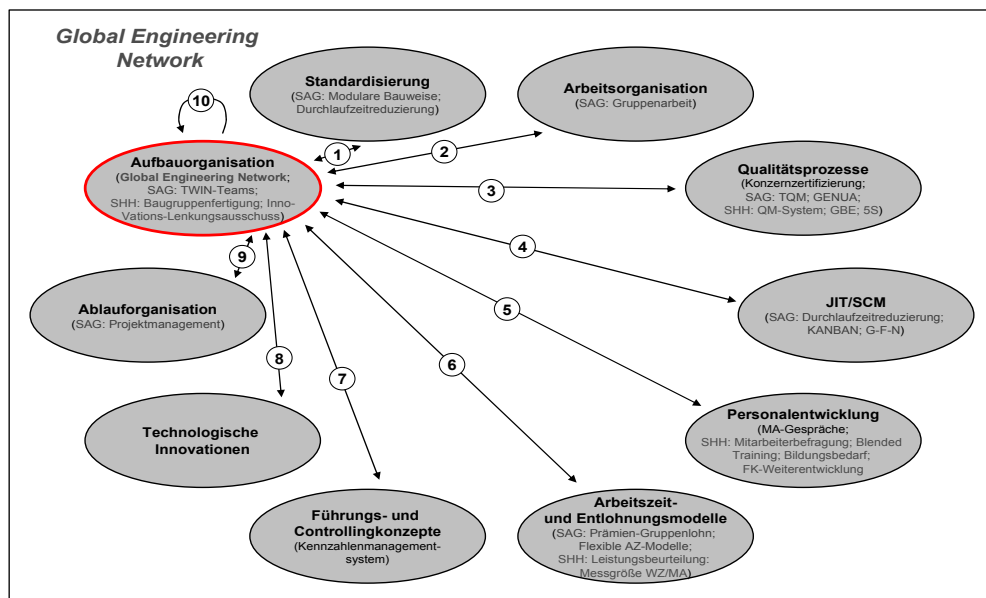 Global Engineering
Network
10
Standardisierung
(SAG: Modulare Bauweise;
Durchlaufzeitreduzierung)
Arbeitsorganisation
(SAG: Gruppenarbeit)
1
2
Aufbauorganisation
(Global Engineering Network;
SAG: TWIN-Teams;
SHH: Baugruppenfertigung; Inno-
Vations-Lenkungsausschuss)
3
Qualitätsprozesse
(Konzernzertifizierung;
SAG: TQM; GENUA;
SHH: QM-System; GBE; 5S)
4
9
Ablauforganisation
(SAG: Projektmanagement)
5
JIT/SCM
(SAG: Durchlaufzeitreduzierung;
KANBAN; G-F-N)
8
7
6
Technologische
Innovationen
Personalentwicklung
(MA-Gespräche;
SHH: Mitarbeiterbefragung; Blended
Training; Bildungsbedarf;
FK-Weiterentwicklung
Führungs- und
Controllingkonzepte
(Kennzahlenmanagement-
system)
Arbeitszeit-
und Entlohnungsmodelle
(SAG: Prämien-Gruppenlohn;
Flexible AZ-Modelle;
SHH: Leistungsbeurteilung:
Messgröße WZ/MA)